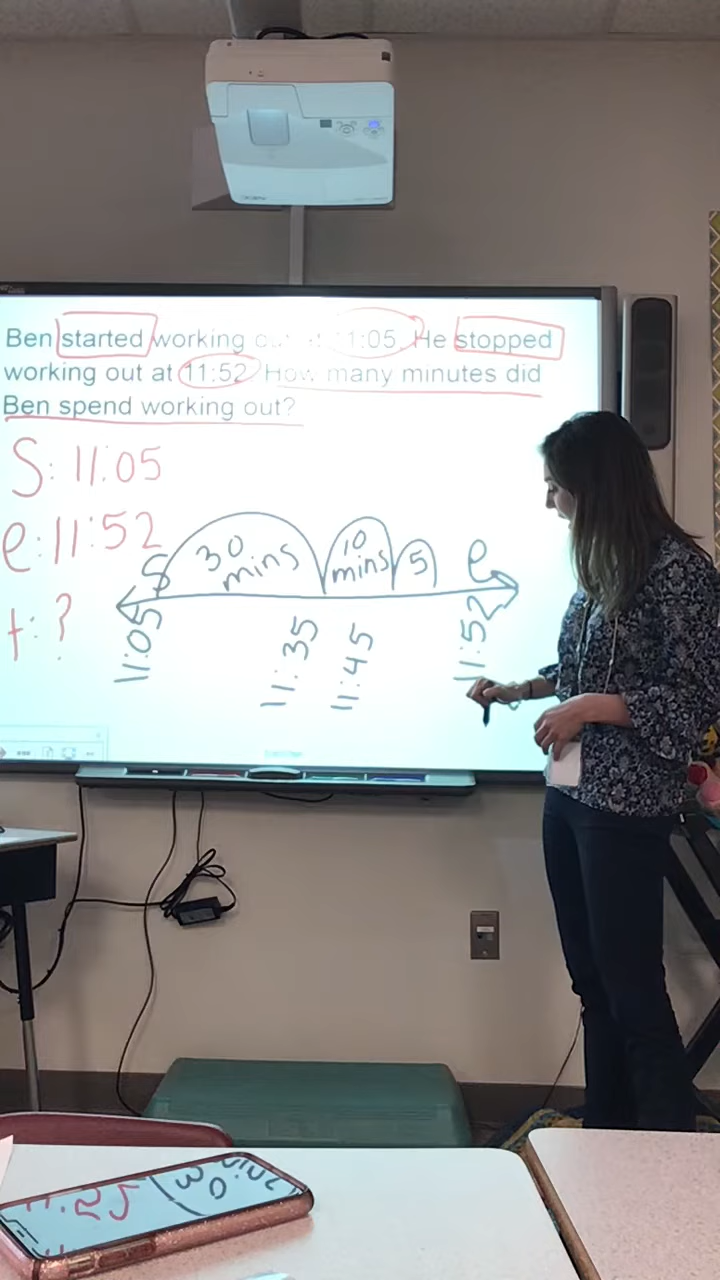 Ben started working at 11:05. He stopped
working out at 11:52. How many minutes did
Ben spend working out?
S: 11:05
e: 11:52
t: ?
S
30
mins
10
mins
5
e
11:05
11:35
11:45
11:52